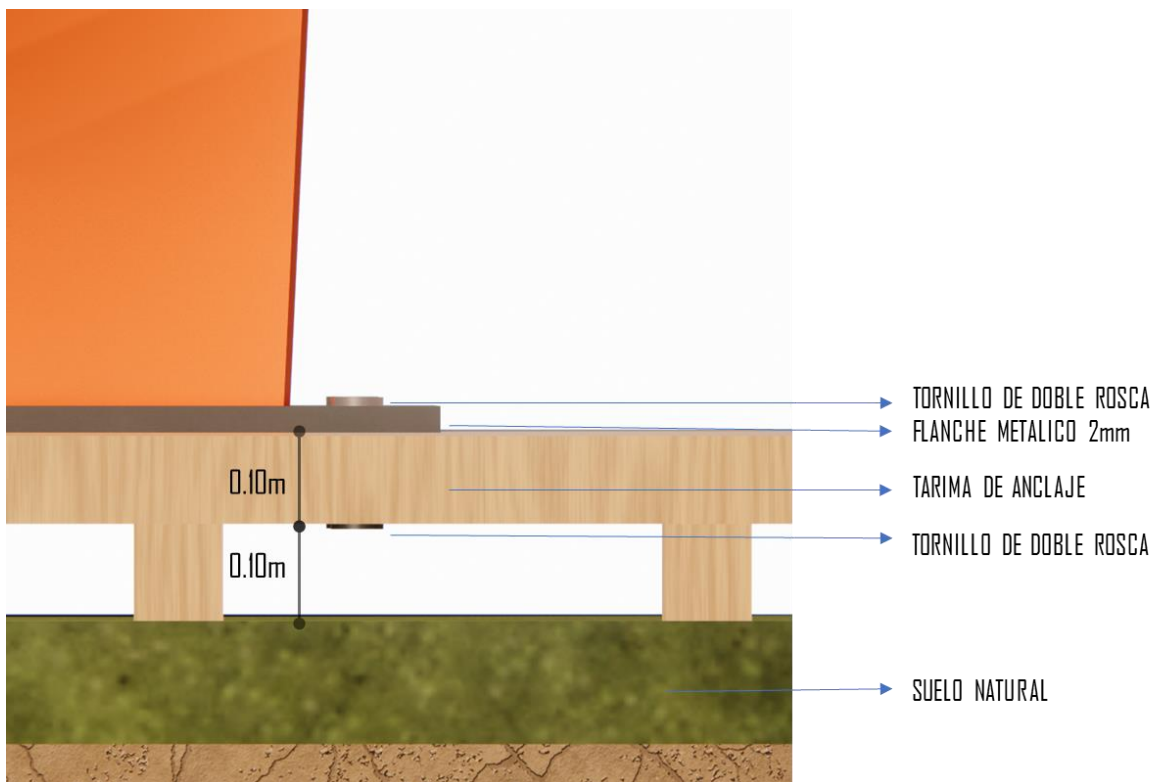 TORNILLO DE DOBLE ROSCA
FLANCHE METALICO 2mm
0.10m
TARIMA DE ANCLAJE
TORNILLO DE DOBLE ROSCA
0.10m
SUELO NATURAL